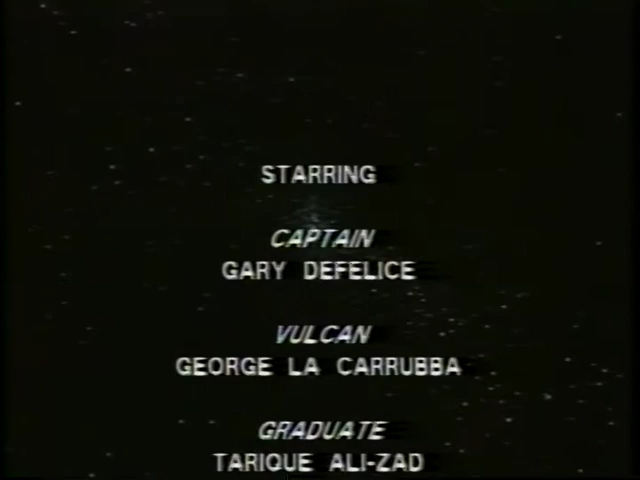 STARRING
CAPTAIN
GARY DEFELICE
VULCAN
GEORGE LA CARRUBBA
GRADUATE
TARIQUE ALI-ZAD